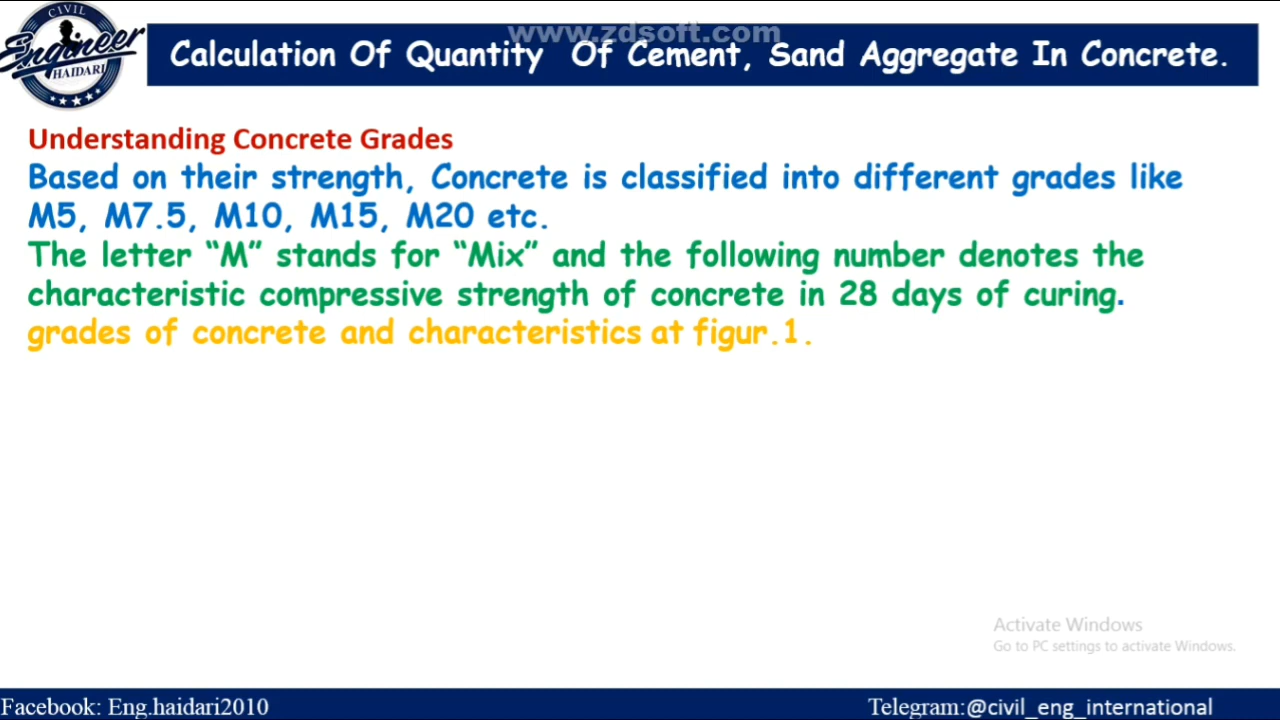 CIVIL
Engineer
HAIDARI
www.zdsoft.com
Calculation Of Quantity Of Cement, Sand Aggregate In Concrete.
Understanding Concrete Grades
Based on their strength, Concrete is classified into different grades like
M5, M7.5, M10, M15, M20 etc.
The letter “M” stands for “Mix” and the following number denotes the
characteristic compressive strength of concrete in 28 days of curing.
grades of concrete and characteristics at figur.1.
Activate Windows
Go to PC settings to activate Windows.
Facebook: Eng.haidari2010
Telegram:@civil_eng_international